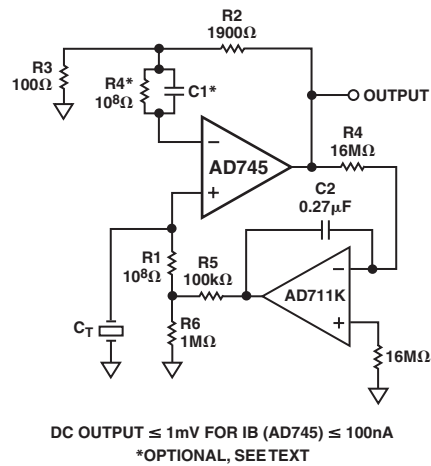 R2
1900Ω
R3
100Ω
R4*
10⁸Ω
C1*
OUTPUT
AD745
R4
16MΩ
C2
0.27μF
R1
10⁸Ω
R5
100kΩ
AD711K
CT
R6
1MΩ
16MΩ
DC OUTPUT ≤ 1mV FOR IB (AD745) ≤ 100nA
*OPTIONAL, SEE TEXT